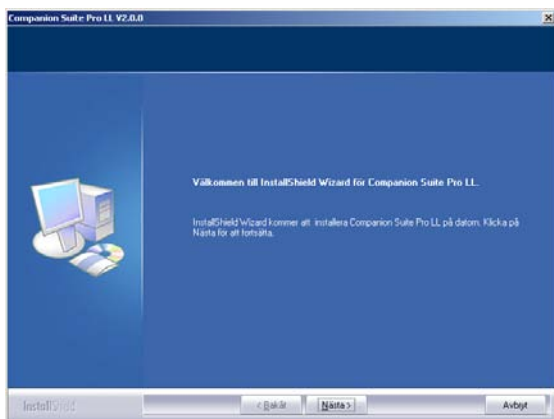 Companion Suite Pro LL V2.0.0
Välkommen till InstallShield Wizard för Companion Suite Pro LL.
InstallShield Wizard kommer att installera Companion Suite Pro LL på datorn. Klicka på
Nästa för att fortsätta.
InstallShield
< Bakåt
Nästa >
Avbryt